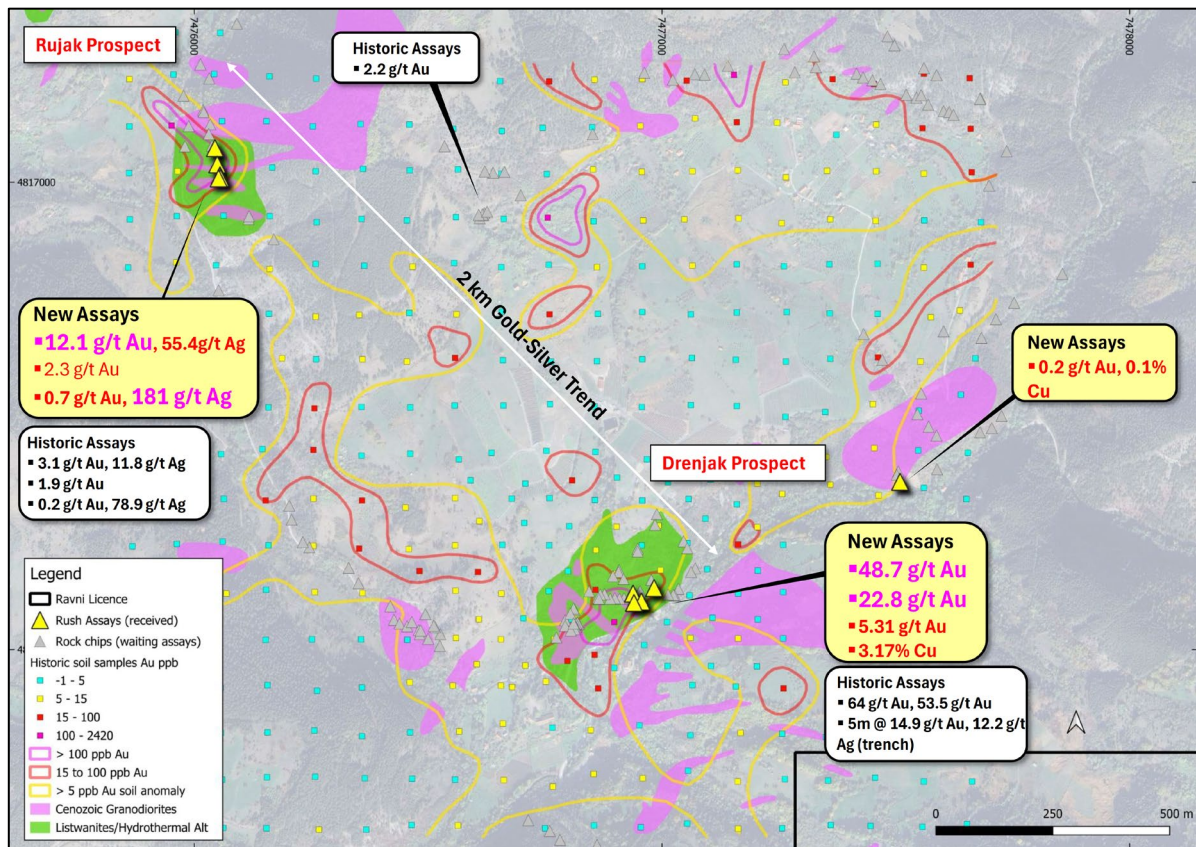 7476000
7477000
7478000
Rujak Prospect
Historic Assays
▪ 2.2 g/t Au
4817000
2 km Gold-Silver Trend
New Assays
▪12.1 g/t Au, 55.4g/t Ag
▪ 2.3 g/t Au
▪ 0.7 g/t Au, 181 g/t Ag
New Assays
▪ 0.2 g/t Au, 0.1%
Cu
Historic Assays
▪ 3.1 g/t Au, 11.8 g/t Ag
▪ 1.9 g/t Au
▪ 0.2 g/t Au, 78.9 g/t Ag
Drenjak Prospect
New Assays
▪48.7 g/t Au
▪22.8 g/t Au
▪ 5.31 g/t Au
▪ 3.17% Cu
Historic Assays
▪ 64 g/t Au, 53.5 g/t Au
▪ 5m @ 14.9 g/t Au, 12.2 g/t
Ag (trench)
Legend
Ravni Licence
Rush Assays (received)
Rock chips (waiting assays)
Historic soil samples Au ppb
-1 - 5
5 - 15
15 - 100
100 - 2420
> 100 ppb Au
15 to 100 ppb Au
> 5 ppb Au soil anomaly
Cenozoic Granodiorites
Listwanites/Hydrothermal Alt
0 250 500 m